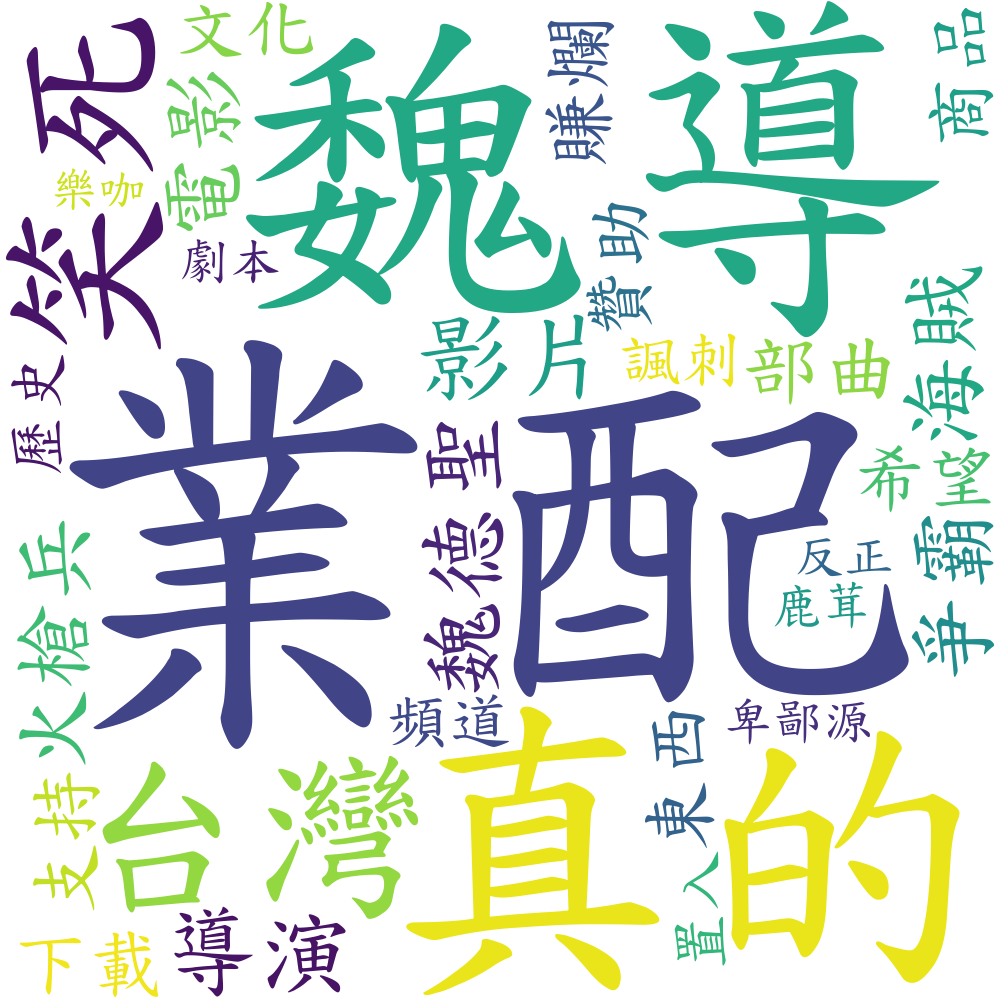 文化
魏導
賺爛
商品
笑死
電影
樂咖
劇本
贊助
影片
諷刺
部曲
海賊
歷史
業配
魏德聖
希望
爭霸
反正
鹿茸
火槍兵
頻道
卑鄙源
真的
東西
台灣
支持
置入
下載
導演